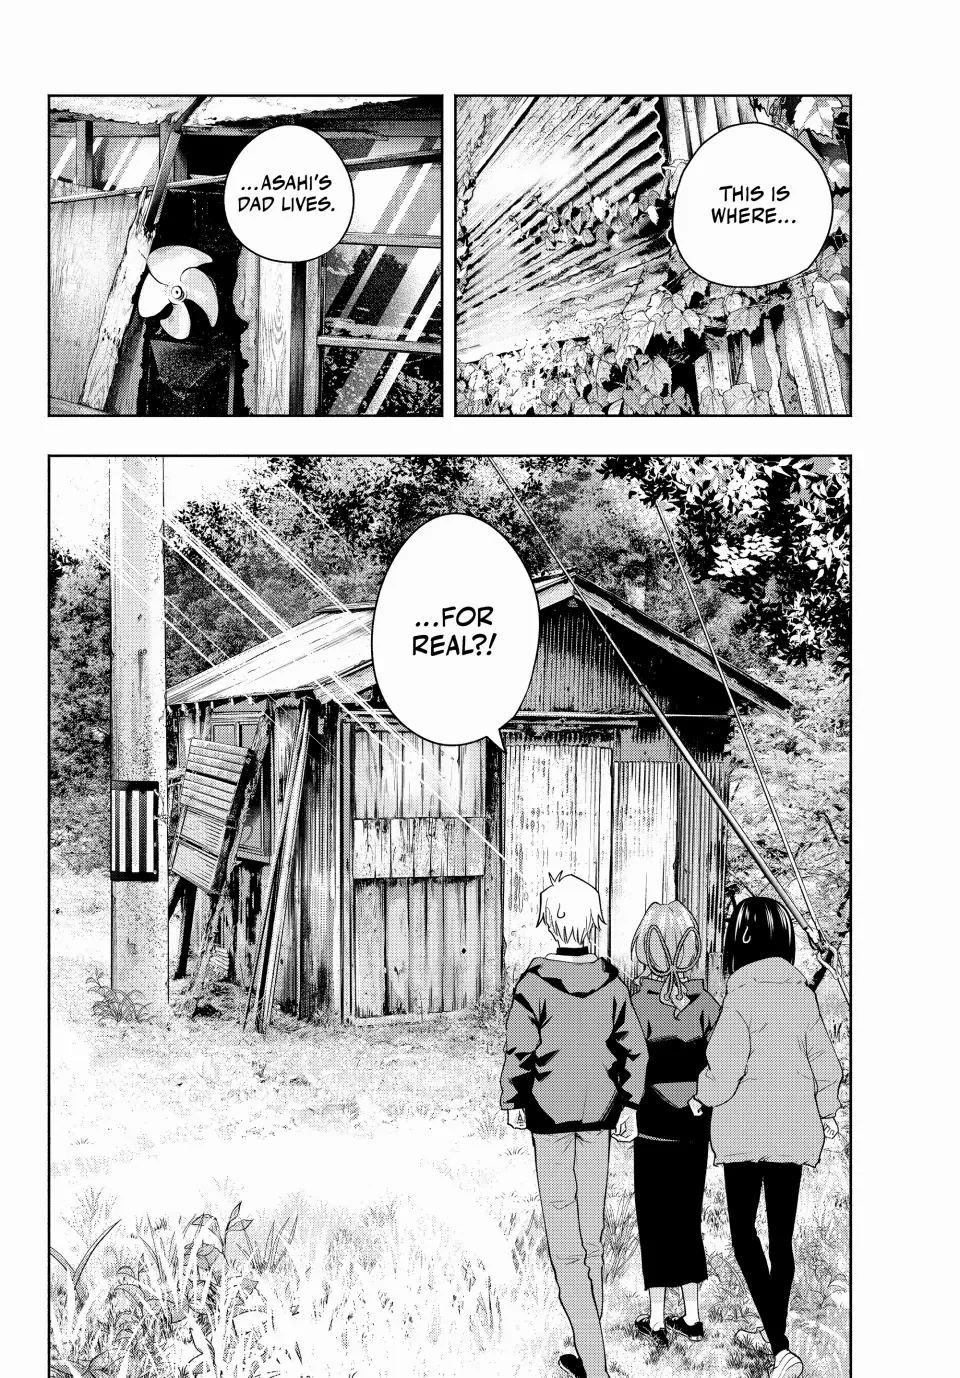 THIS IS
WHERE...
...ASAHI'S
DAD LIVES.
...FOR
REAL?!